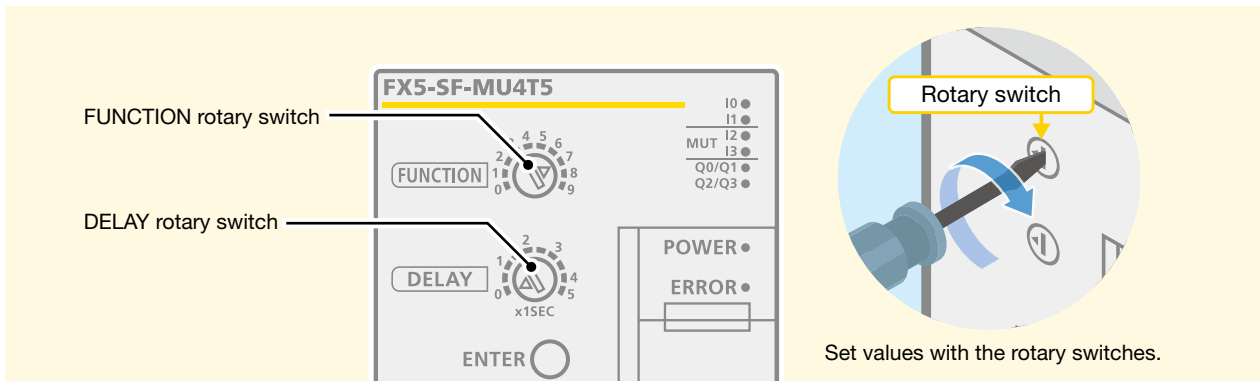 FX5-SF-MU4T5
FUNCTION rotary switch
DELAY rotary switch
FUNCTION
0 1 2 3 4 5 6 7 8 9
DELAY
0 1 2 3 4 5
x1SEC
ENTER
I0
I1
MUT
I2
I3
Q0/Q1
Q2/Q3
POWER
ERROR
Rotary switch
Set values with the rotary switches.